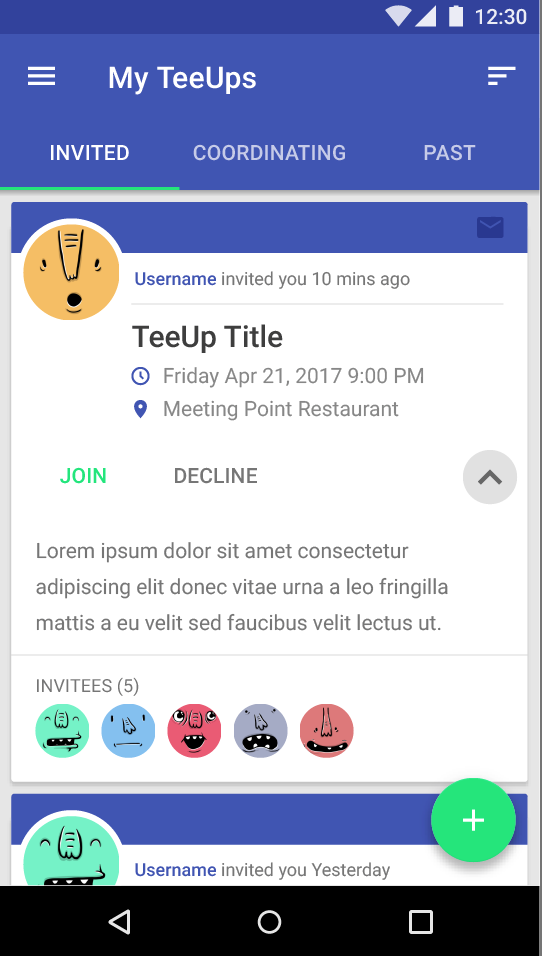 12:30
My TeeUps
INVITED COORDINATING PAST
Username invited you 10 mins ago
TeeUp Title
Friday Apr 21, 2017 9:00 PM
Meeting Point Restaurant
JOIN DECLINE
Lorem ipsum dolor sit amet consectetur
adipiscing elit donec vitae urna a leo fringilla
mattis a eu velit sed faucibus velit lectus ut.
INVITEES (5)
+
Username invited you Yesterday